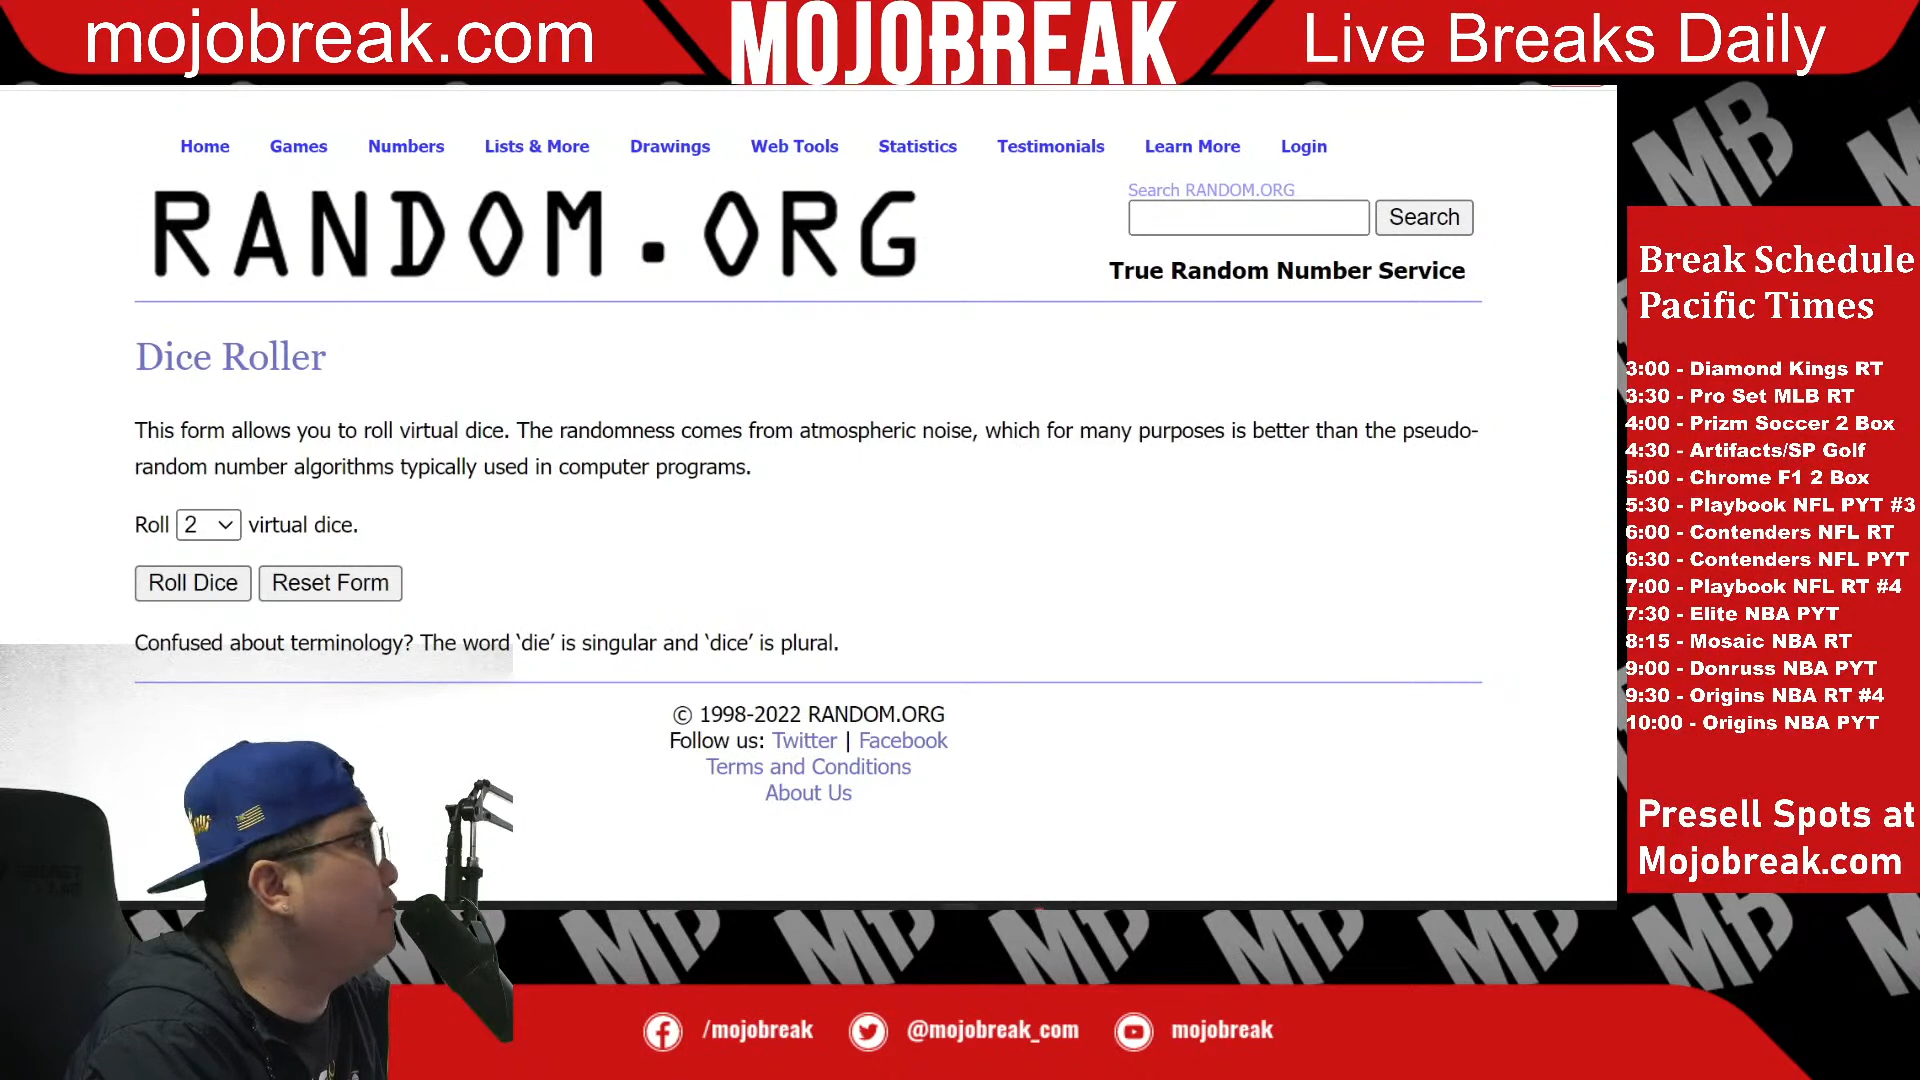 mojobreak.com
MOJOBREAK
Live Breaks Daily
Home Games Numbers Lists & More Drawings Web Tools Statistics Testimonials Learn More Login
RANDOM.ORG
Search RANDOM.ORG
Search
True Random Number Service
Dice Roller
This form allows you to roll virtual dice. The randomness comes from atmospheric noise, which for many purposes is better than the pseudo-
random number algorithms typically used in computer programs.
Roll 2 virtual dice.
Roll Dice Reset Form
Confused about terminology? The word ‘die’ is singular and ‘dice’ is plural.
© 1998-2022 RANDOM.ORG
Follow us: Twitter | Facebook
Terms and Conditions
About Us
Break Schedule
Pacific Times
3:00 - Diamond Kings RT
3:30 - Pro Set MLB RT
4:00 - Prizm Soccer 2 Box
4:30 - Artifacts/SP Golf
5:00 - Chrome F1 2 Box
5:30 - Playbook NFL PYT #3
6:00 - Contenders NFL RT
6:30 - Contenders NFL PYT
7:00 - Playbook NFL RT #4
7:30 - Elite NBA PYT
8:15 - Mosaic NBA RT
9:00 - Donruss NBA PYT
9:30 - Origins NBA RT #4
10:00 - Origins NBA PYT
Presell Spots at
Mojobreak.com
/mojobreak
@mojobreak_com
mojobreak